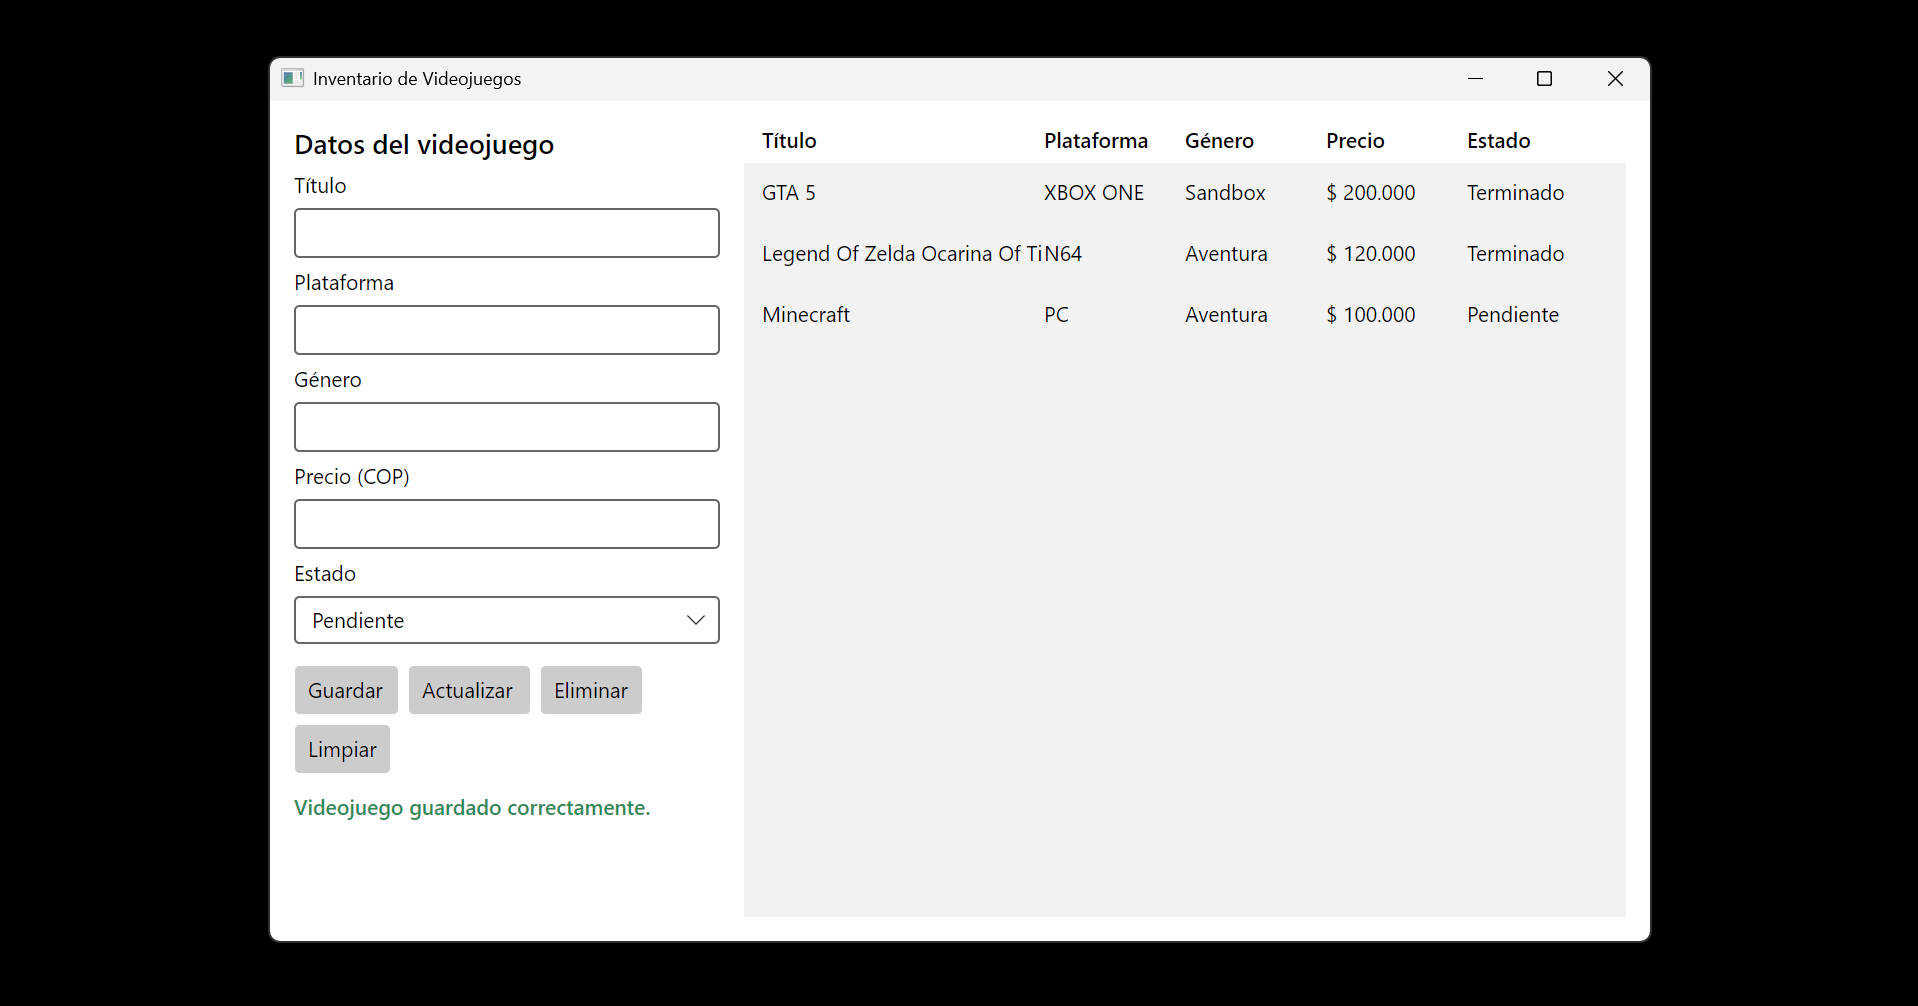 Inventario de Videojuegos
Datos del videojuego
Título
Plataforma
Género
Precio (COP)
Estado
Pendiente
Guardar Actualizar Eliminar
Limpiar
Videojuego guardado correctamente.
Título Plataforma Género Precio Estado
GTA 5 XBOX ONE Sandbox $ 200.000 Terminado
Legend Of Zelda Ocarina Of Ti N64 Aventura $ 120.000 Terminado
Minecraft PC Aventura $ 100.000 Pendiente